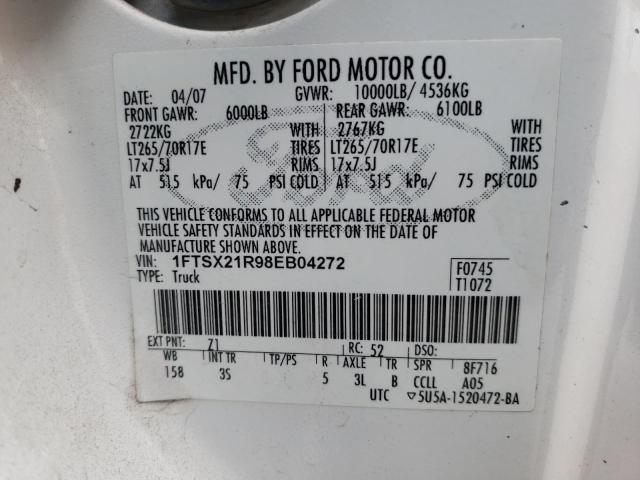 MFD. BY FORD MOTOR CO.
DATE: 04/07 GVWR: 10000LB/ 4536KG
FRONT GAWR: 6000LB REAR GAWR: 6100LB
2722KG WITH 2767KG WITH
LT265/70R17E TIRES LT265/70R17E TIRES
17x7.5J RIMS 17x7.5J RIMS
AT 515 kPa/ 75 PSI COLD AT 515 kPa/ 75 PSI COLD
Ford
THIS VEHICLE CONFORMS TO ALL APPLICABLE FEDERAL MOTOR
VEHICLE SAFETY STANDARDS IN EFFECT ON THE DATE OF
MANUFACTURE SHOWN ABOVE.
VIN: 1FTSX21R98EB04272 F0745
TYPE: Truck T1072
EXT PNT: Z1 RC: 52 DSO:
WB INT TR TP/PS R AXLE TR SPR 8F716
158 3S 5 3L B CCLL A05
UTC ▽5U5A-1520472-BA